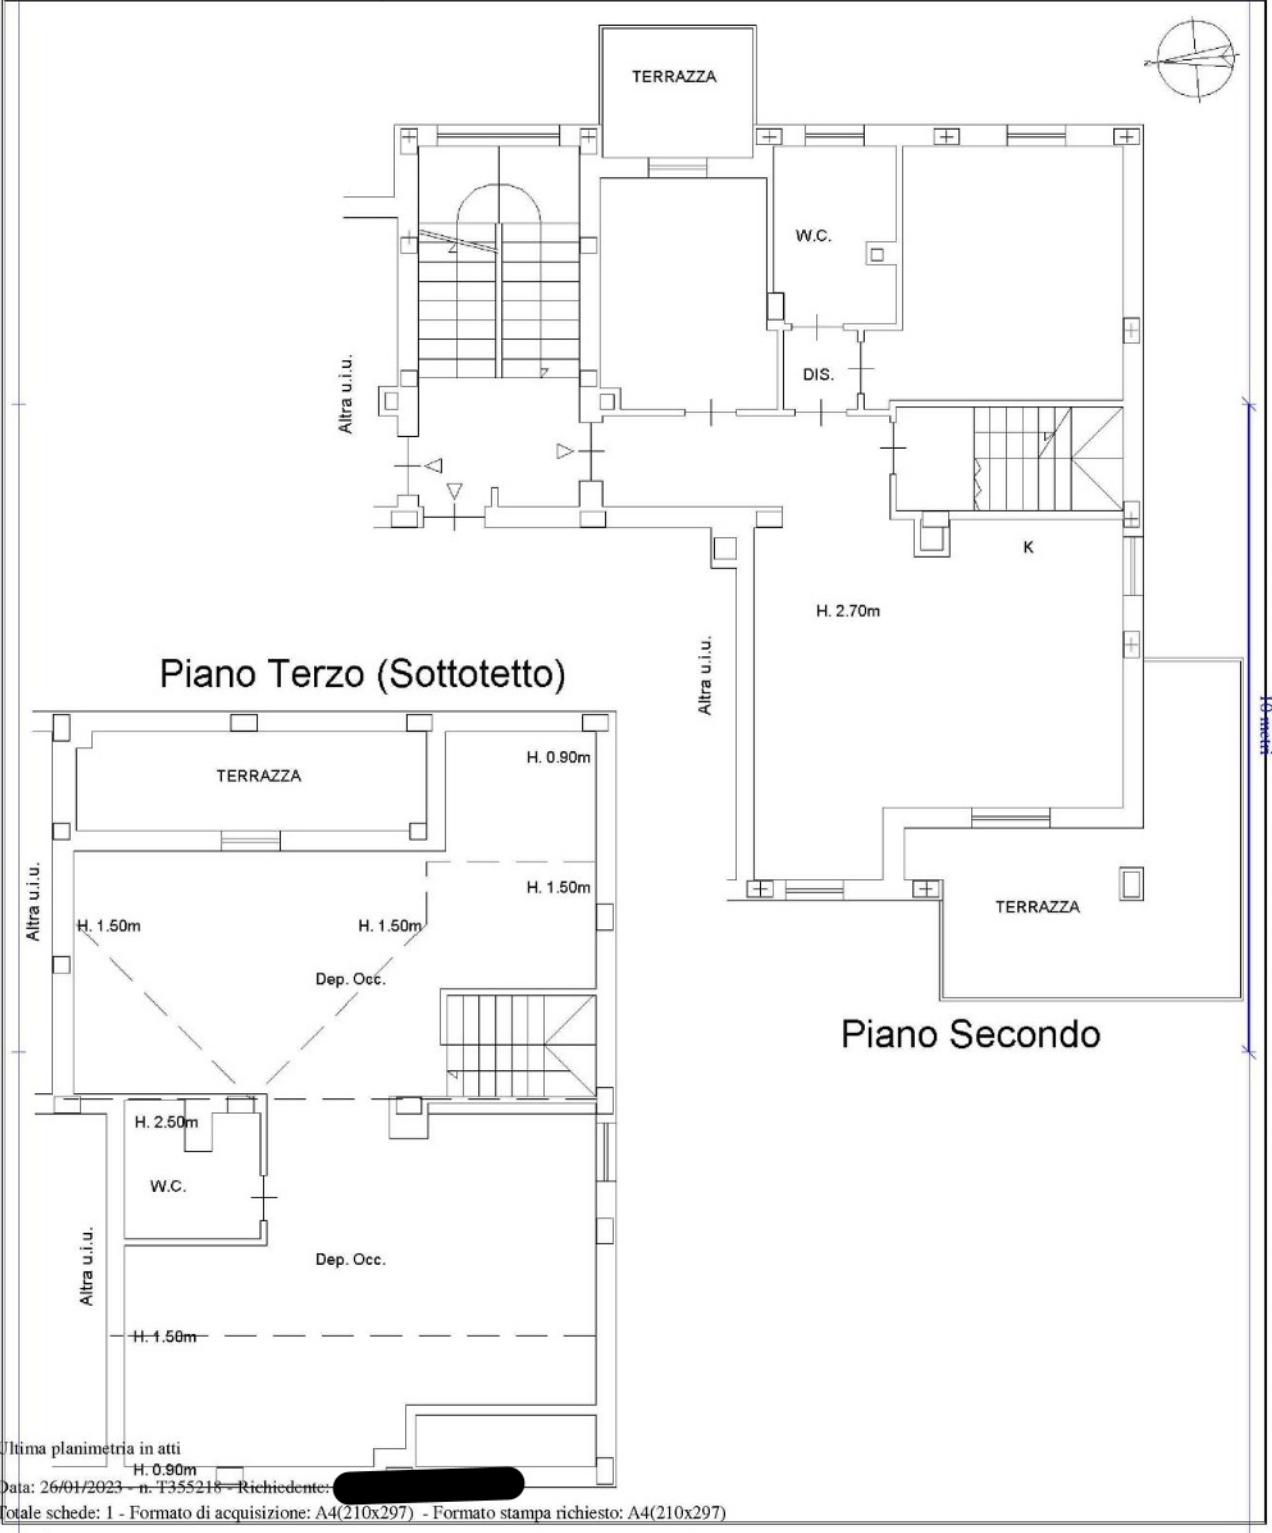 TERRAZZA
N
W.C.
DIS.
Altra u.i.u.
K
H. 2.70m
Altra u.i.u.
10 metri
Piano Terzo (Sottotetto)
H. 0.90m
TERRAZZA
H. 1.50m
Altra u.i.u.
H. 1.50m
H. 1.50m
Dep. Occ.
TERRAZZA
Piano Secondo
H. 2.50m
W.C.
Altra u.i.u.
Dep. Occ.
H. 1.50m
Ultima planimetria in atti
H. 0.90m
Data: 26/01/2023 - n. T355218 - Richiedente:
Totale schede: 1 - Formato di acquisizione: A4(210x297) - Formato stampa richiesto: A4(210x297)